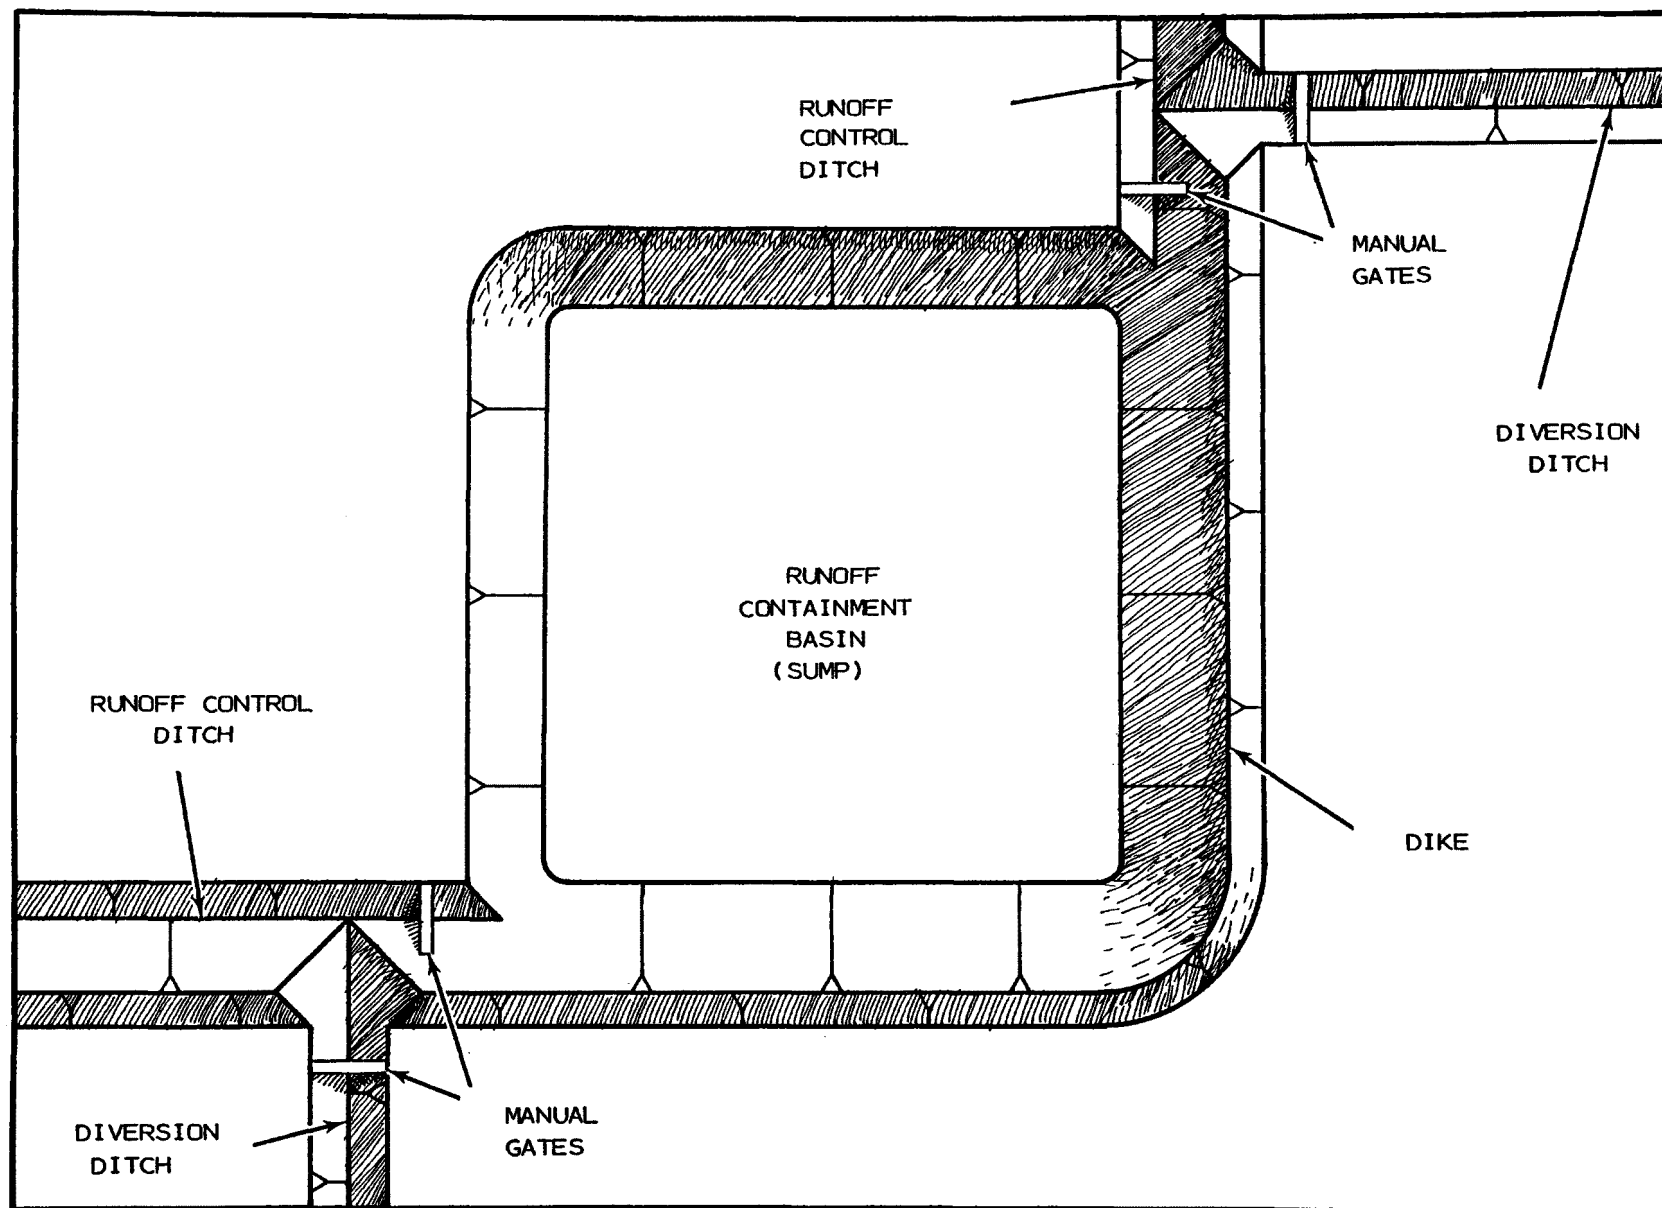 RUNOFF
CONTROL
DITCH
MANUAL
GATES
DIVERSION
DITCH
RUNOFF
CONTAINMENT
BASIN
(SUMP)
RUNOFF CONTROL
DITCH
DIKE
MANUAL
GATES
DIVERSION
DITCH